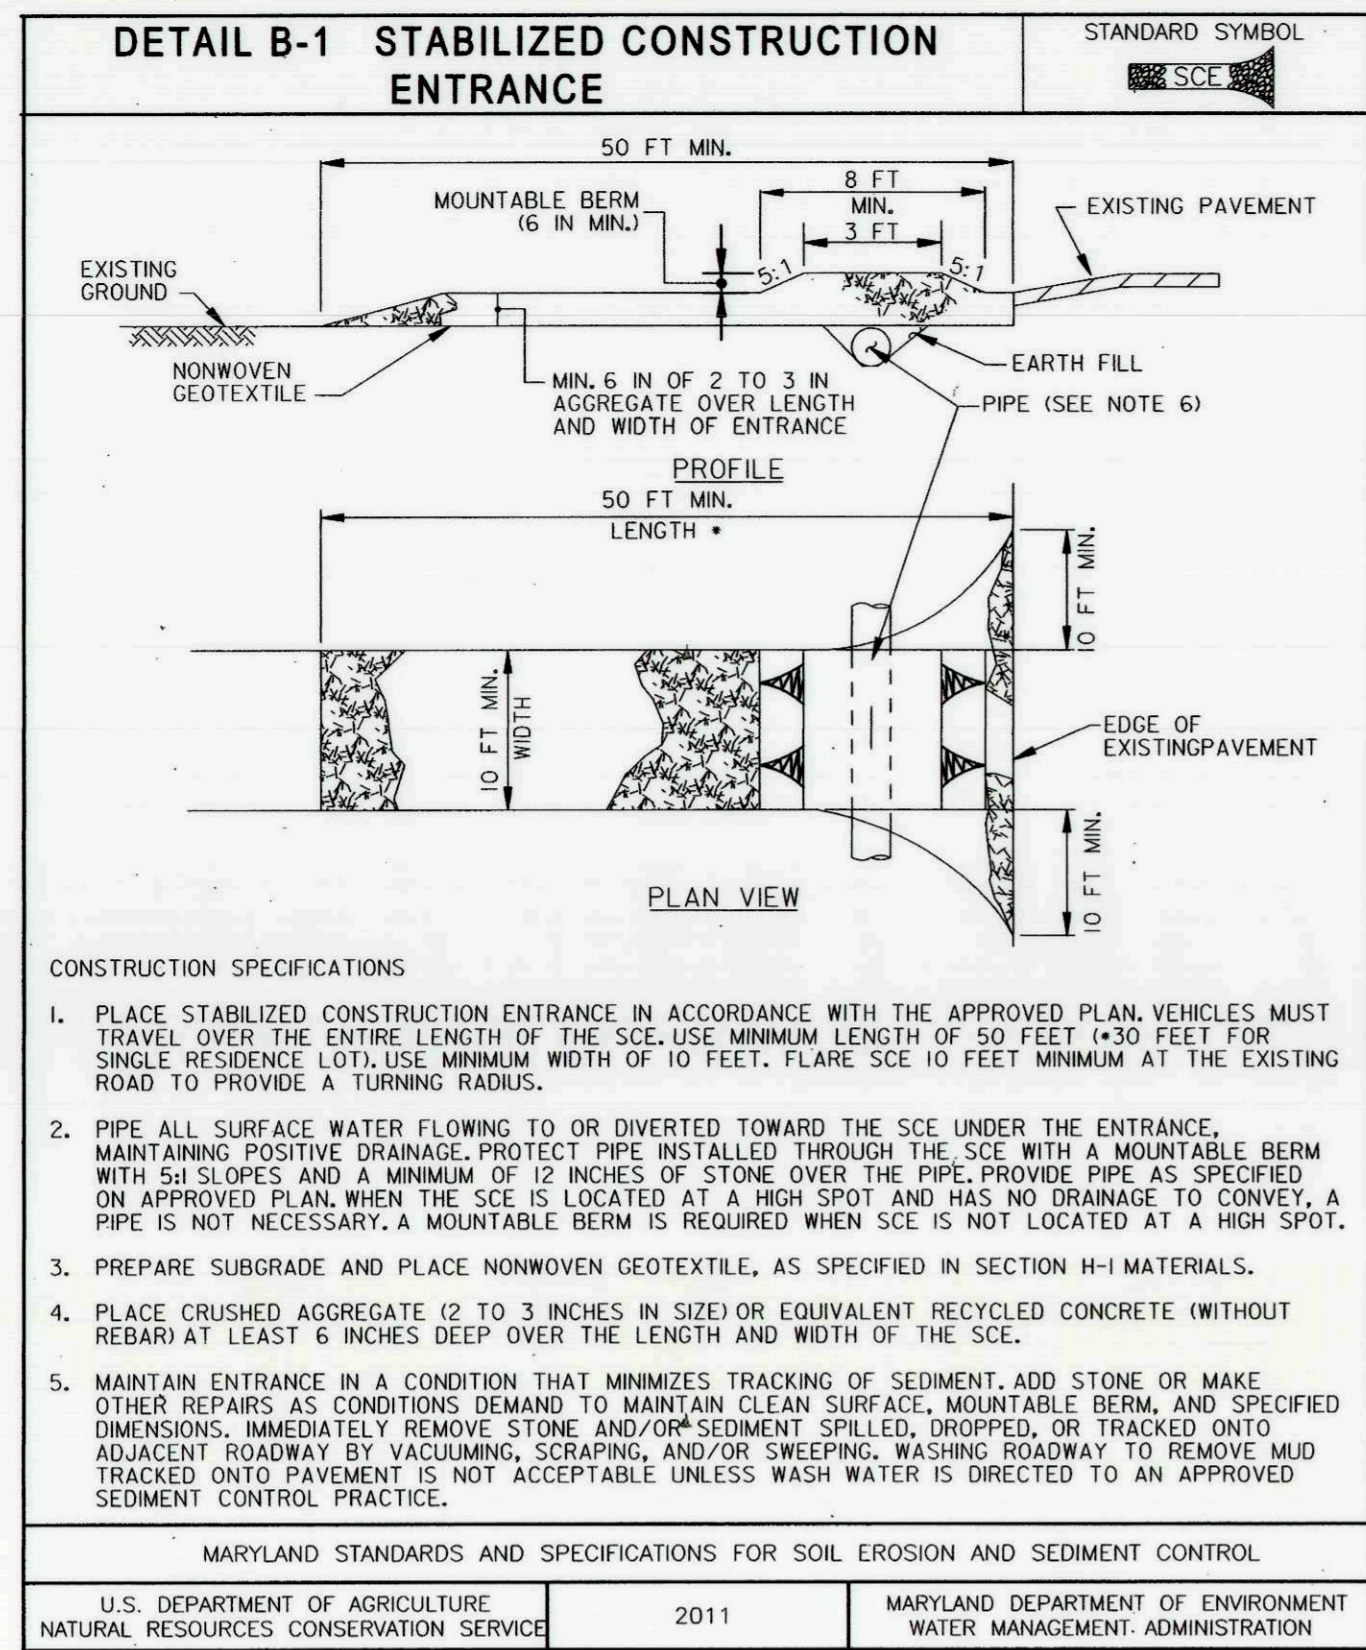 DETAIL B-1 STABILIZED CONSTRUCTION
ENTRANCE
STANDARD SYMBOL
SCE
50 FT MIN.
8 FT
MIN.
3 FT
MOUNTABLE BERM
(6 IN MIN.)
EXISTING PAVEMENT
5:1
5:1
EXISTING
GROUND
NONWOVEN
GEOTEXTILE
MIN. 6 IN OF 2 TO 3 IN
AGGREGATE OVER LENGTH
AND WIDTH OF ENTRANCE
EARTH FILL
PIPE (SEE NOTE 6)
PROFILE
50 FT MIN.
LENGTH *
10 FT MIN.
10 FT MIN.
WIDTH
EDGE OF
EXISTINGPAVEMENT
10 FT MIN.
PLAN VIEW
CONSTRUCTION SPECIFICATIONS
1. PLACE STABILIZED CONSTRUCTION ENTRANCE IN ACCORDANCE WITH THE APPROVED PLAN. VEHICLES MUST
TRAVEL OVER THE ENTIRE LENGTH OF THE SCE. USE MINIMUM LENGTH OF 50 FEET (*30 FEET FOR
SINGLE RESIDENCE LOT). USE MINIMUM WIDTH OF 10 FEET. FLARE SCE 10 FEET MINIMUM AT THE EXISTING
ROAD TO PROVIDE A TURNING RADIUS.
2. PIPE ALL SURFACE WATER FLOWING TO OR DIVERTED TOWARD THE SCE UNDER THE ENTRANCE,
MAINTAINING POSITIVE DRAINAGE. PROTECT PIPE INSTALLED THROUGH THE SCE WITH A MOUNTABLE BERM
WITH 5:1 SLOPES AND A MINIMUM OF 12 INCHES OF STONE OVER THE PIPE. PROVIDE PIPE AS SPECIFIED
ON APPROVED PLAN. WHEN THE SCE IS LOCATED AT A HIGH SPOT AND HAS NO DRAINAGE TO CONVEY, A
PIPE IS NOT NECESSARY. A MOUNTABLE BERM IS REQUIRED WHEN SCE IS NOT LOCATED AT A HIGH SPOT.
3. PREPARE SUBGRADE AND PLACE NONWOVEN GEOTEXTILE, AS SPECIFIED IN SECTION H-1 MATERIALS.
4. PLACE CRUSHED AGGREGATE (2 TO 3 INCHES IN SIZE) OR EQUIVALENT RECYCLED CONCRETE (WITHOUT
REBAR) AT LEAST 6 INCHES DEEP OVER THE LENGTH AND WIDTH OF THE SCE.
5. MAINTAIN ENTRANCE IN A CONDITION THAT MINIMIZES TRACKING OF SEDIMENT. ADD STONE OR MAKE
OTHER REPAIRS AS CONDITIONS DEMAND TO MAINTAIN CLEAN SURFACE, MOUNTABLE BERM, AND SPECIFIED
DIMENSIONS. IMMEDIATELY REMOVE STONE AND/OR SEDIMENT SPILLED, DROPPED, OR TRACKED ONTO
ADJACENT ROADWAY BY VACUUMING, SCRAPING, AND/OR SWEEPING. WASHING ROADWAY TO REMOVE MUD
TRACKED ONTO PAVEMENT IS NOT ACCEPTABLE UNLESS WASH WATER IS DIRECTED TO AN APPROVED
SEDIMENT CONTROL PRACTICE.
MARYLAND STANDARDS AND SPECIFICATIONS FOR SOIL EROSION AND SEDIMENT CONTROL
U.S. DEPARTMENT OF AGRICULTURE
NATURAL RESOURCES CONSERVATION SERVICE
2011
MARYLAND DEPARTMENT OF ENVIRONMENT
WATER MANAGEMENT ADMINISTRATION